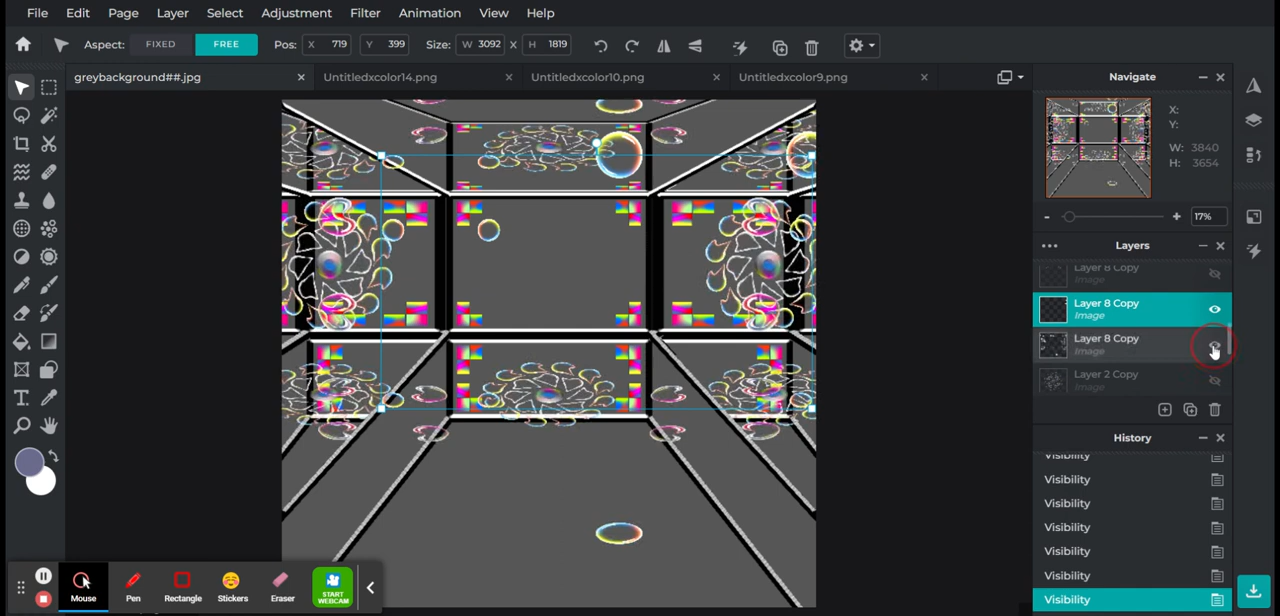 File Edit Page Layer Select Adjustment Filter Animation View Help
Aspect: FIXED FREE Pos: X 719 Y 399 Size: W 3092 X H 1819
greybackground##.jpg Untitledxcolor14.png Untitledxcolor10.png Untitledxcolor9.png
Navigate
X:
Y:
W: 3840
H: 3654
- + 17%
Layers
Layer 8 Copy
Image
Layer 8 Copy
Image
Layer 8 Copy
Image
Layer 2 Copy
Image
History
Visibility
Visibility
Visibility
Visibility
Visibility
Visibility
Visibility
Mouse Pen Rectangle Stickers Eraser START WEBCAM